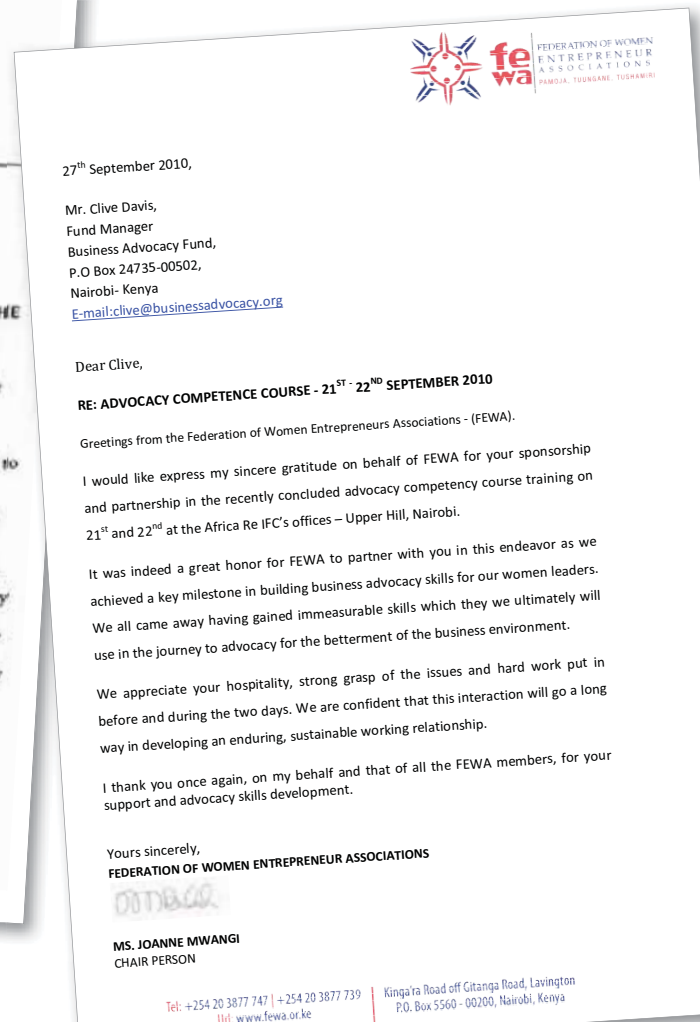 fe
wa
FEDERATION OF WOMEN
ENTREPRENEUR
ASSOCIATIONS
PAMOJA, TUUNGANE, TUSHAMIRI
27th September 2010,
Mr. Clive Davis,
Fund Manager
Business Advocacy Fund,
P.O Box 24735-00502,
Nairobi- Kenya
E-mail:clive@businessadvocacy.org
Dear Clive,
RE: ADVOCACY COMPETENCE COURSE - 21ST - 22ND SEPTEMBER 2010
Greetings from the Federation of Women Entrepreneurs Associations - (FEWA).
I would like express my sincere gratitude on behalf of FEWA for your sponsorship
and partnership in the recently concluded advocacy competency course training on
21st and 22nd at the Africa Re IFC's offices – Upper Hill, Nairobi.
It was indeed a great honor for FEWA to partner with you in this endeavor as we
achieved a key milestone in building business advocacy skills for our women leaders.
We all came away having gained immeasurable skills which they we ultimately will
use in the journey to advocacy for the betterment of the business environment.
We appreciate your hospitality, strong grasp of the issues and hard work put in
before and during the two days. We are confident that this interaction will go a long
way in developing an enduring, sustainable working relationship.
I thank you once again, on my behalf and that of all the FEWA members, for your
support and advocacy skills development.
Yours sincerely,
FEDERATION OF WOMEN ENTREPRENEUR ASSOCIATIONS
MS. JOANNE MWANGI
CHAIR PERSON
Tel: +254 20 3877 747 | +254 20 3877 739
Url: www.fewa.or.ke
Kinga'ra Road off Gitanga Road, Lavington
P.O. Box 5560 - 00200, Nairobi, Kenya